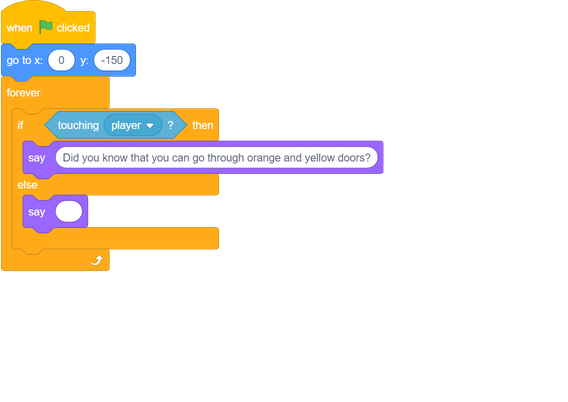 when clicked
go to x: 0 y: -150
forever
if touching player ? then
say Did you know that you can go through orange and yellow doors?
else
say